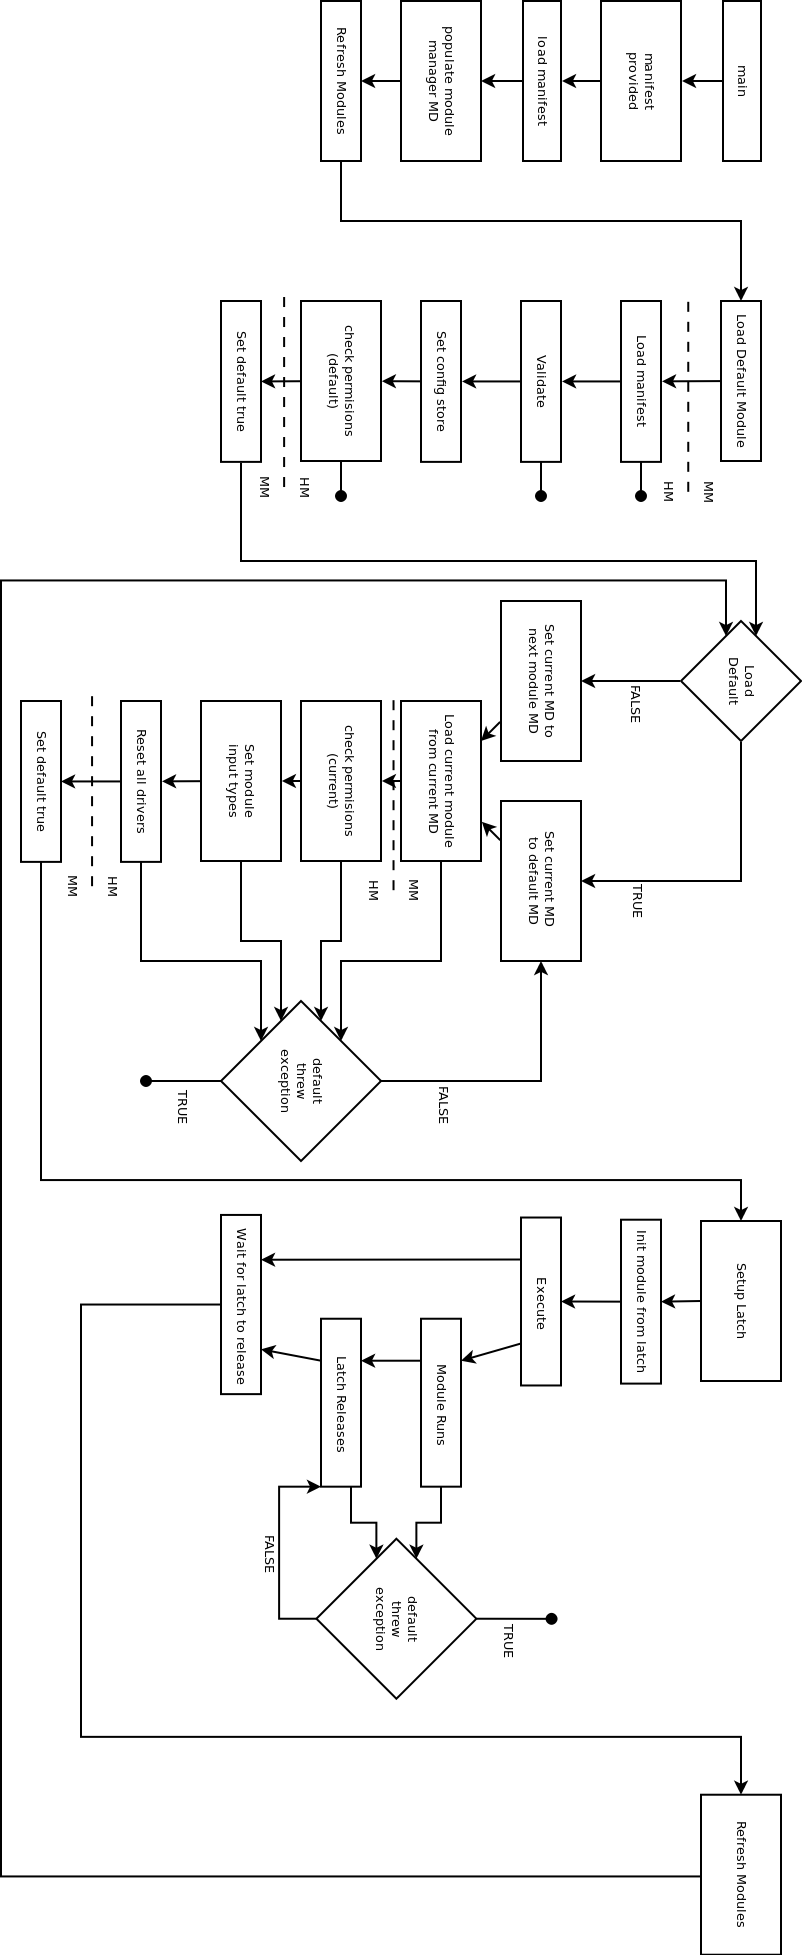 main
manifest
provided
load manifest
populate module
manager MD
Refresh Modules
Load Default Module
MM
HM
Load manifest
Validate
Set config store
check permisions
(default)
HM
MM
Set default true
Load
Default
FALSE
TRUE
Set current MD to
next module MD
Set current MD
to default MD
Load current module
from current MD
MM
HM
check permisions
(current)
Set module
input types
Reset all drivers
HM
MM
Set default true
default
threw
exception
FALSE
TRUE
Setup Latch
Init module from latch
Execute
Module Runs
Latch Releases
Wait for latch to release
default
threw
exception
TRUE
FALSE
Refresh Modules